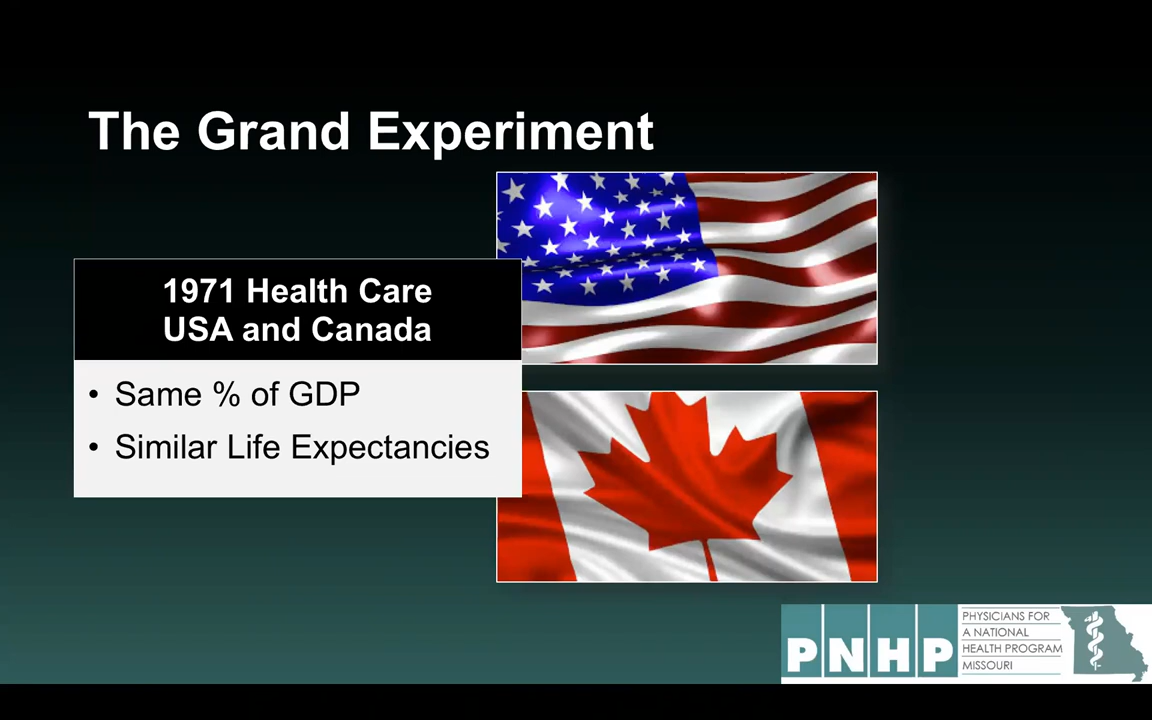 The Grand Experiment
1971 Health Care
USA and Canada
• Same % of GDP
• Similar Life Expectancies
PNHP
PHYSICIANS FOR
A NATIONAL
HEALTH PROGRAM
MISSOURI